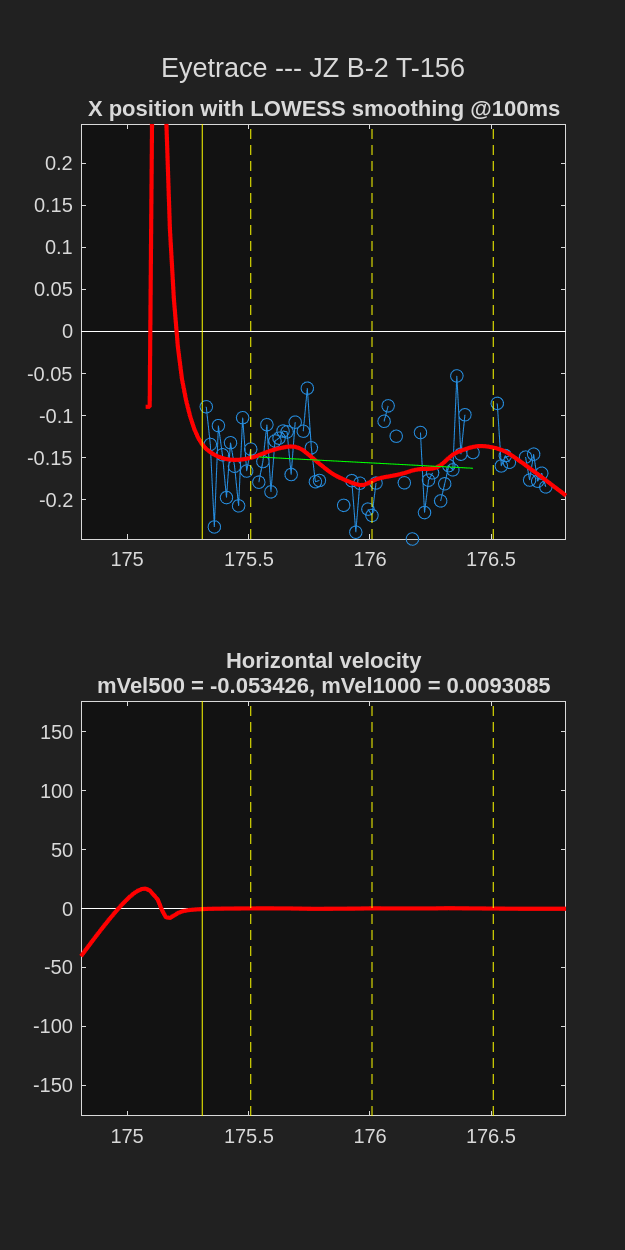 Eyetrace --- JZ B-2 T-156
X position with LOWESS smoothing @100ms
0.2
0.15
0.1
0.05
0
-0.05
-0.1
-0.15
-0.2
175 175.5 176 176.5
Horizontal velocity
mVel500 = -0.053426, mVel1000 = 0.0093085
150
100
50
0
-50
-100
-150
175 175.5 176 176.5